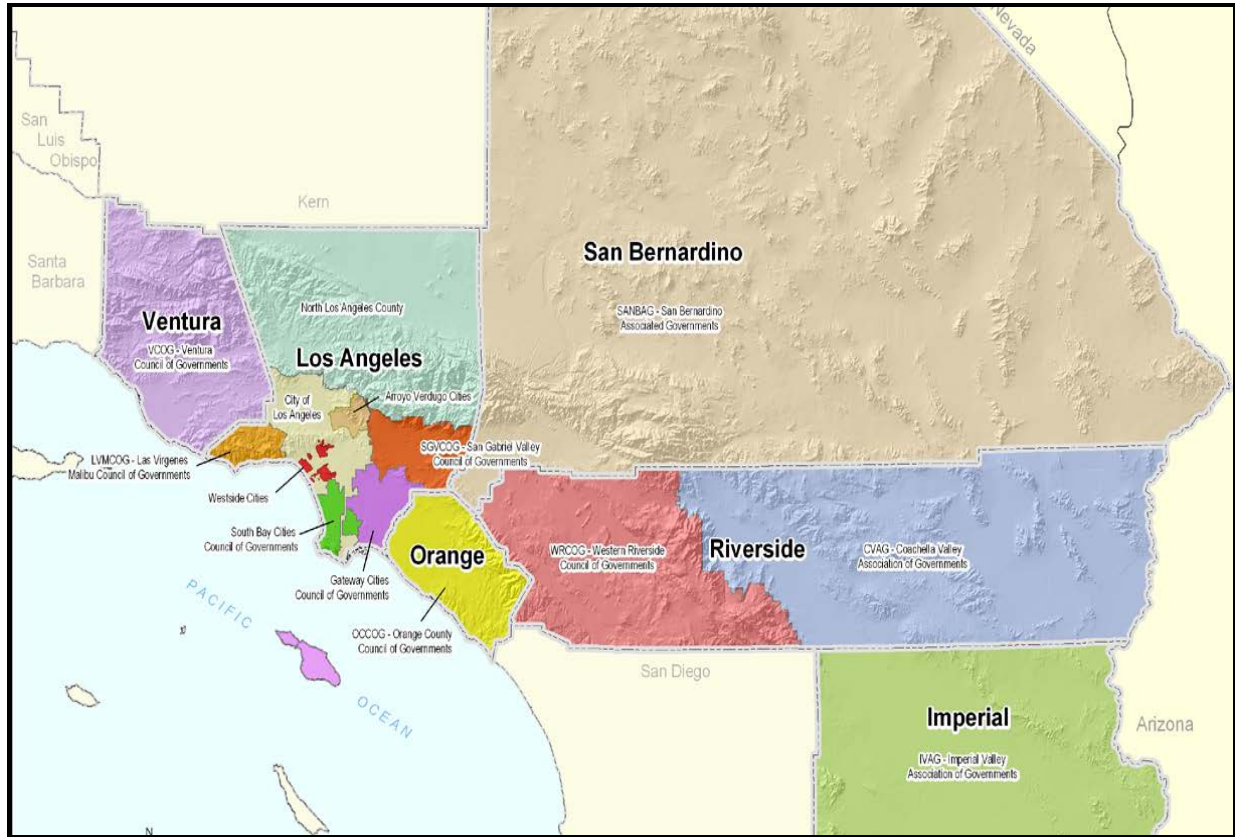 Nevada
San
Luis
Obispo
Kern
Santa
Barbara
San Bernardino
SANBAG - San Bernardino
Associated Governments
North Los Angeles County
Ventura
VCOG - Ventura
Council of Governments
Los Angeles
City of
Los Angeles
Arroyo Verdugo Cities
SGVCOG - San Gabriel Valley
Council of Governments
LVMCOG - Las Virgenes
Malibu Council of Governments
Westside Cities
South Bay Cities
Council of Governments
Gateway Cities
Council of Governments
Orange
OCCOG - Orange County
Council of Governments
WRCOG - Western Riverside
Council of Governments
Riverside
CVAG - Coachella Valley
Association of Governments
PACIFIC
OCEAN
San Diego
Imperial
IVAG - Imperial Valley
Association of Governments
Arizona
N